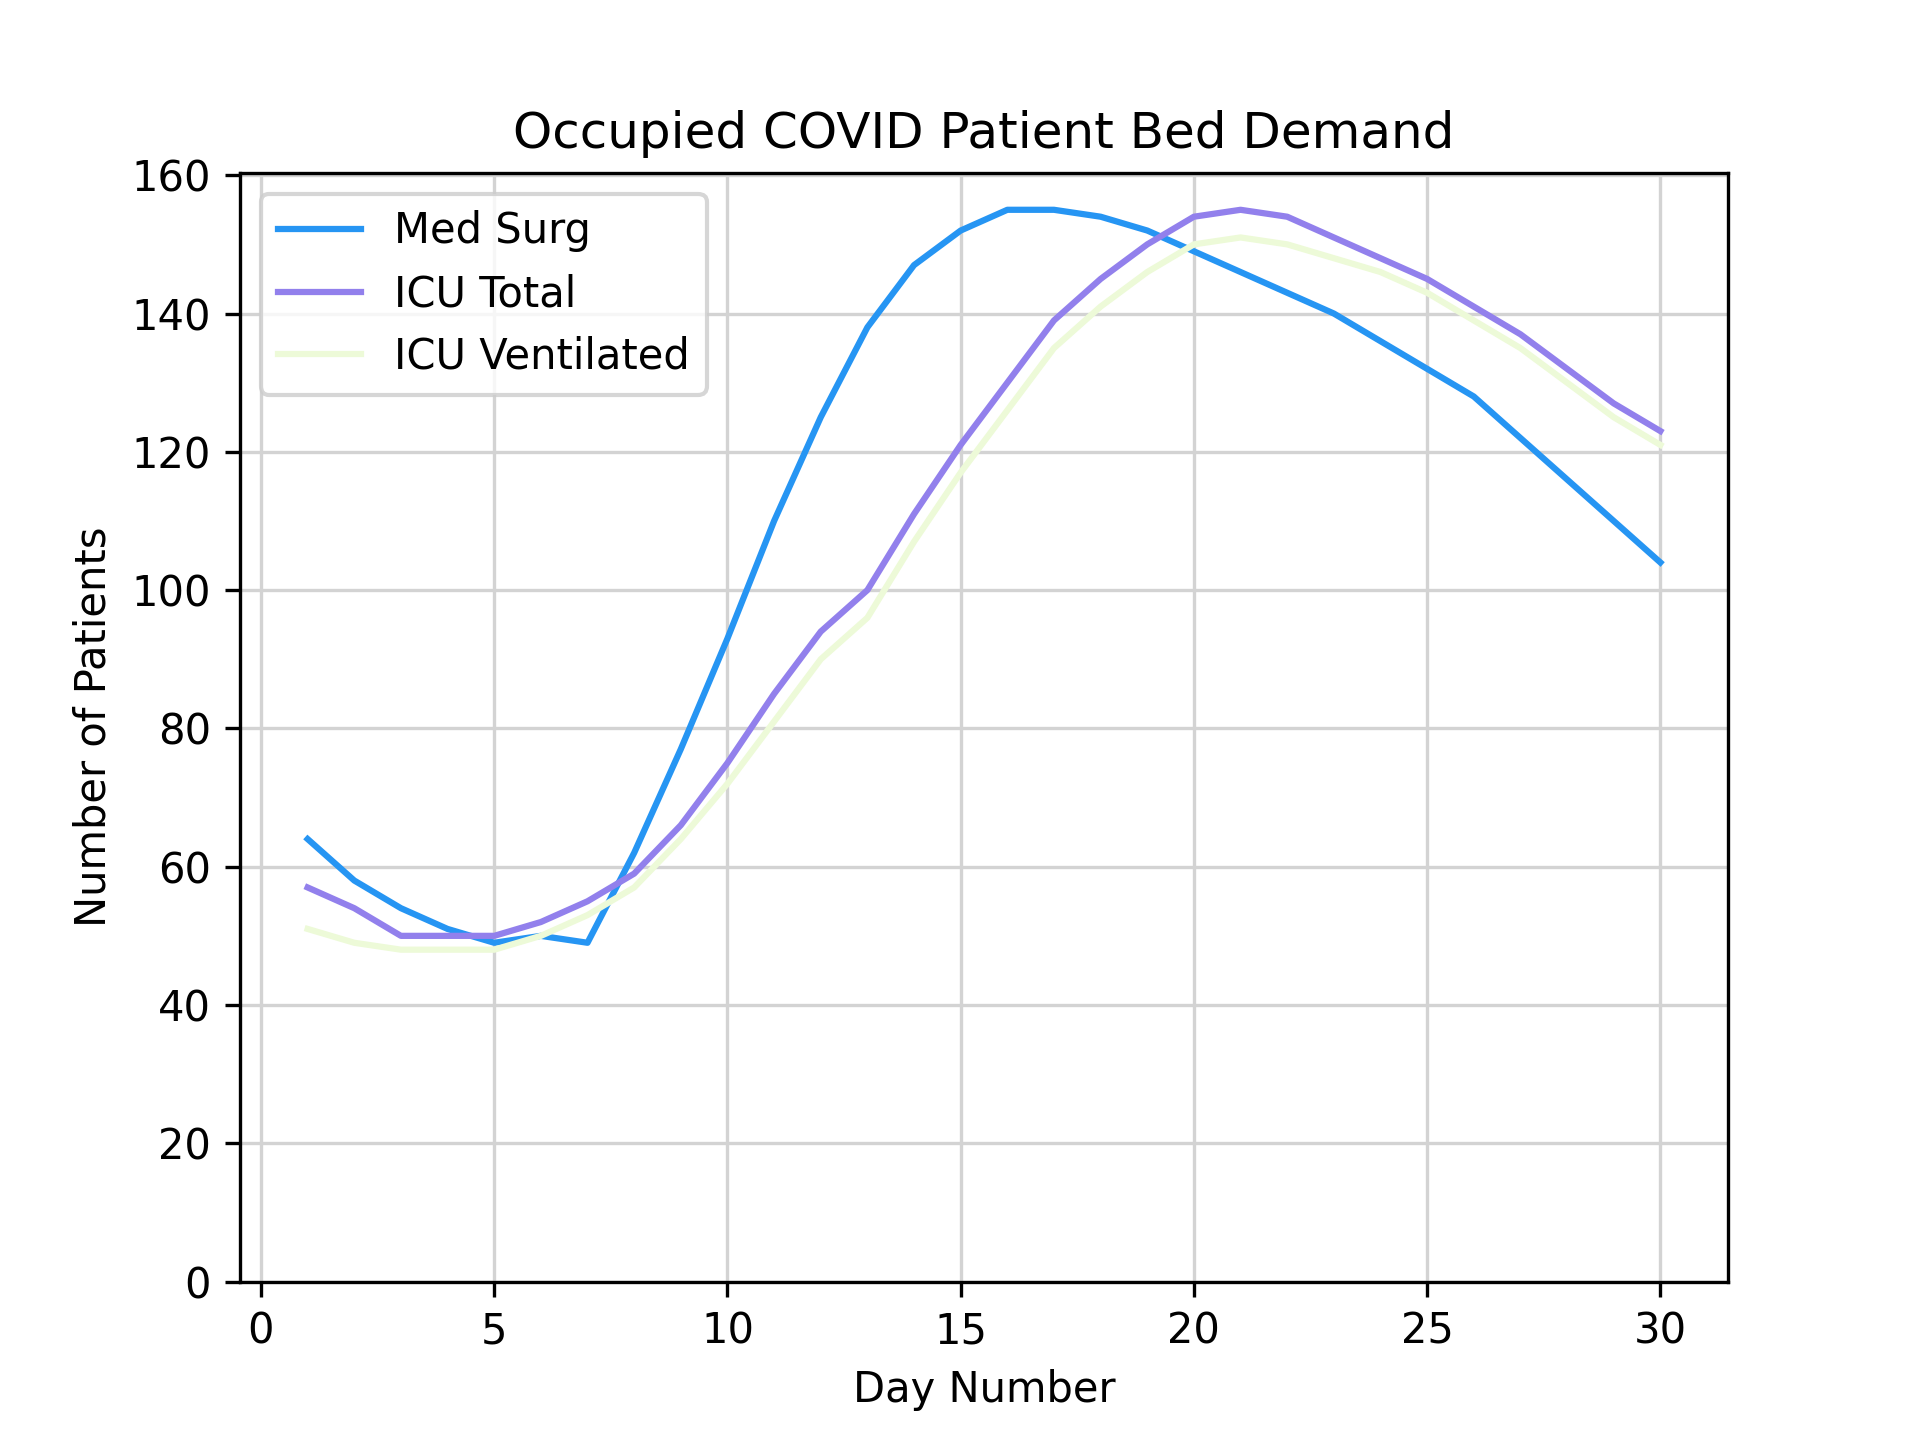 Occupied COVID Patient Bed Demand
160
140
120
100
80
60
40
20
0
Number of Patients
Med Surg
ICU Total
ICU Ventilated
0 5 10 15 20 25 30
Day Number